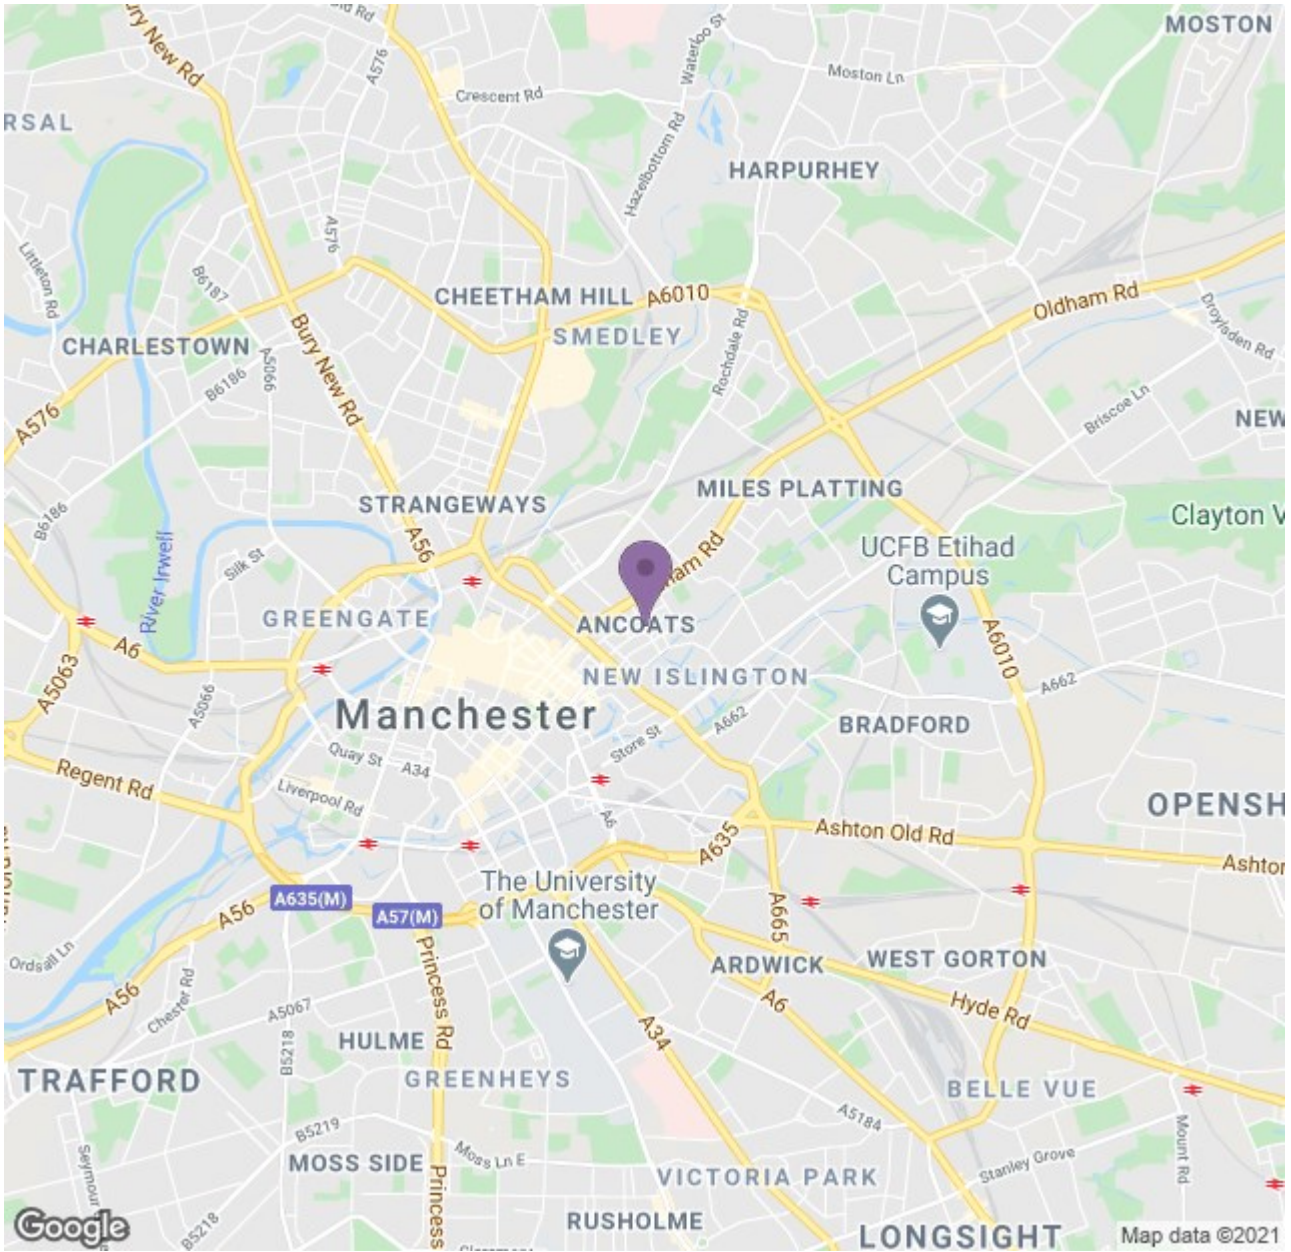 MOSTON
Bury New Rd
A576
Waterloo St
Moston Ln
Crescent Rd
RSAL
Hazelbottom Rd
HARPURHEY
A576
Littleton Rd
B6187
CHEETHAM HILL
A6010
Oldham Rd
SMEDLEY
Droylsden Rd
CHARLESTOWN
Bury New Rd
Rochdale Rd
A5066
B6186
A576
Briscoe Ln
NEW
MILES PLATTING
STRANGEWAYS
B6186
A56
Clayton V
River Irwell
Silk St
ham Rd
UCFB Etihad
Campus
GREENGATE
ANCOATS
A6
A6010
NEW ISLINGTON
A5063
A5066
A662
Manchester
A662
BRADFORD
Store St
Quay St
A34
Regent Rd
Liverpool Rd
OPENSH
A6
A635
Ashton Old Rd
Ashton
The University
of Manchester
A635(M)
A57(M)
A56
A665
Ordsall Ln
Princess Rd
ARDWICK
WEST GORTON
A56
Chester Rd
A5067
A6
Hyde Rd
A34
B5218
HULME
TRAFFORD
GREENHEYS
BELLE VUE
A5184
B5219
Mount Rd
Seymour
MOSS SIDE
Moss Ln E
Stanley Grove
Princess
VICTORIA PARK
B5218
RUSHOLME
LONGSIGHT
Google
Map data ©2021